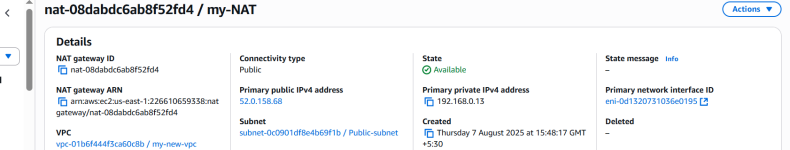 nat-08dabdc6ab8f52fd4 / my-NAT
Actions
Details
NAT gateway ID
nat-08dabdc6ab8f52fd4
Connectivity type
Public
State
Available
State message Info
–
NAT gateway ARN
arn:aws:ec2:us-east-1:226610659338:nat
gateway/nat-08dabdc6ab8f52fd4
Primary public IPv4 address
52.0.158.68
Primary private IPv4 address
192.168.0.13
Primary network interface ID
eni-0d1320731036e0195
VPC
vpc-01b6f444f3ca60c8b / my-new-vpc
Subnet
subnet-0c0901df8e4b69f1b / Public-subnet
Created
Thursday 7 August 2025 at 15:48:17 GMT
+5:30
Deleted
–